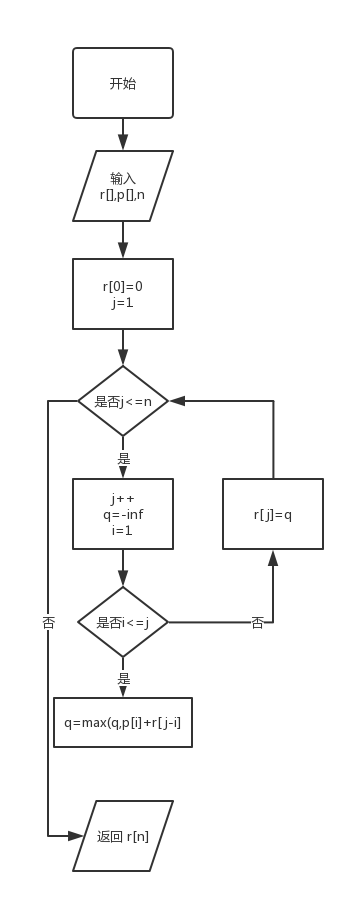 开始
输入
r[],p[],n
r[0]=0
j=1
是否j<=n
是
j++
q=-inf
i=1
r[j]=q
是否i<=j
否
否
是
q=max(q,p[i]+r[j-i]
返回 r[n]